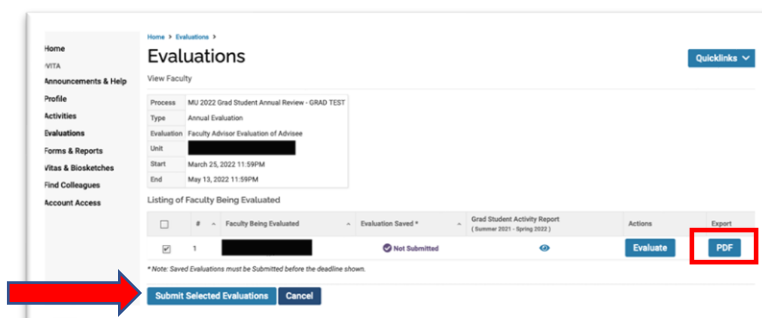 Home > Evaluations >
Evaluations
Quicklinks
View Faculty
Home
VITA
Announcements & Help
Profile
Activities
Evaluations
Forms & Reports
Vitas & Biosketches
Find Colleagues
Account Access
Process MU 2022 Grad Student Annual Review - GRAD TEST
Type Annual Evaluation
Evaluation Faculty Advisor Evaluation of Advisee
Unit
Start March 25, 2022 11:59PM
End May 13, 2022 11:59PM
Listing of Faculty Being Evaluated
# Faculty Being Evaluated Evaluation Saved * Grad Student Activity Report Actions Export
( Summer 2021 - Spring 2022 )
1 Not Submitted Evaluate PDF
* Note: Saved Evaluations must be Submitted before the deadline shown.
Submit Selected Evaluations Cancel